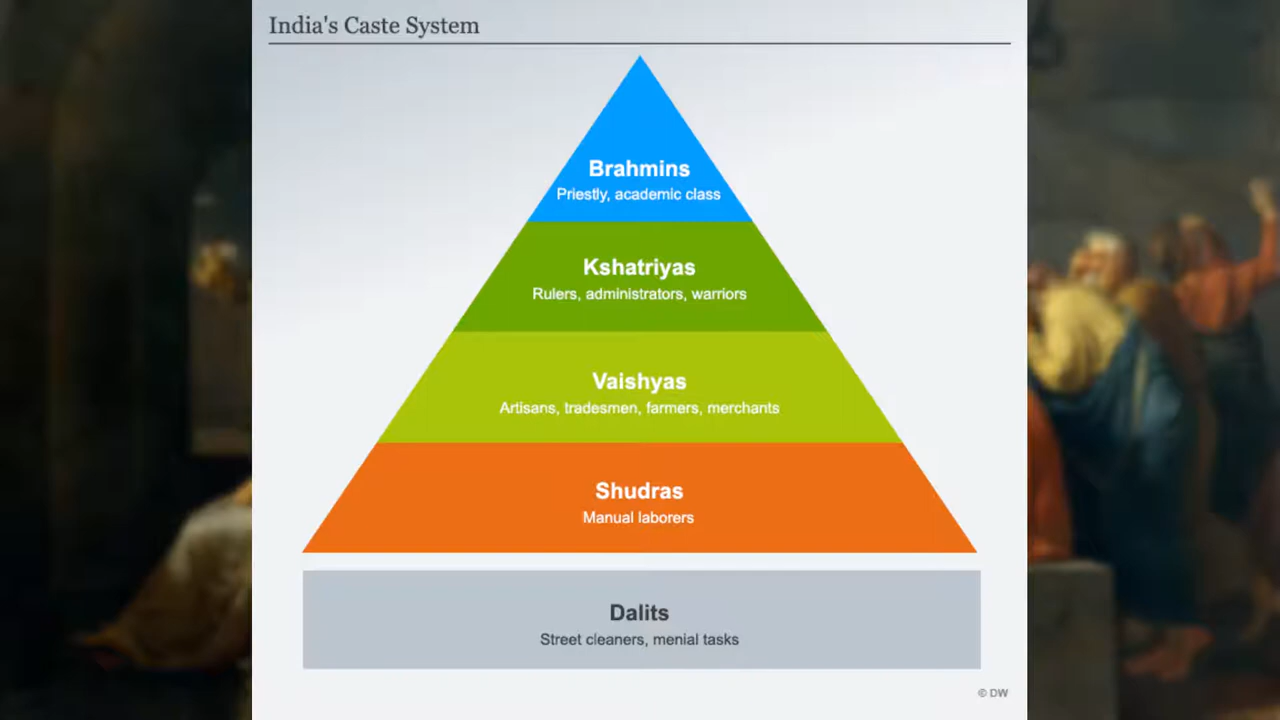 India's Caste System
Brahmins
Priestly, academic class
Kshatriyas
Rulers, administrators, warriors
Vaishyas
Artisans, tradesmen, farmers, merchants
Shudras
Manual laborers
Dalits
Street cleaners, menial tasks
© DW